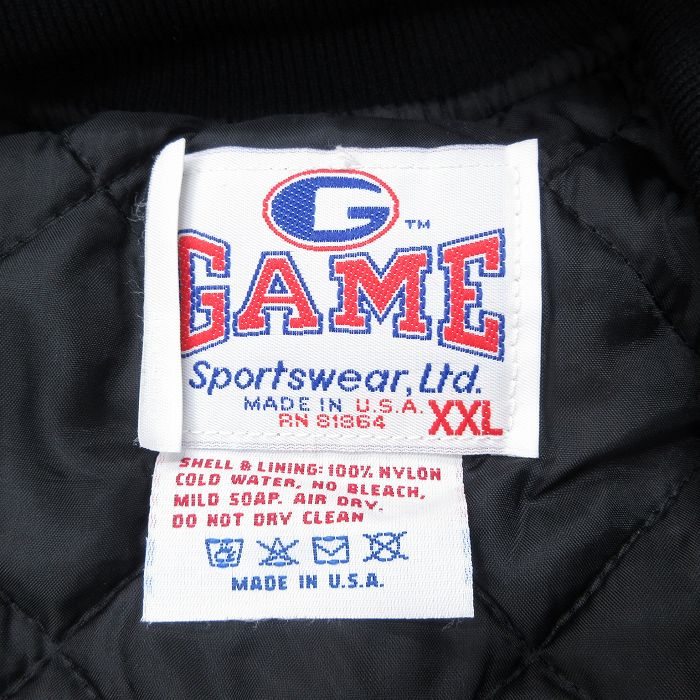 G ™
GAME
Sportswear, Ltd.
MADE IN U.S.A.
RN 81364 XXL
SHELL & LINING: 100% NYLON
COLD WATER, NO BLEACH,
MILD SOAP. AIR DRY.
DO NOT DRY CLEAN
MADE IN U.S.A.